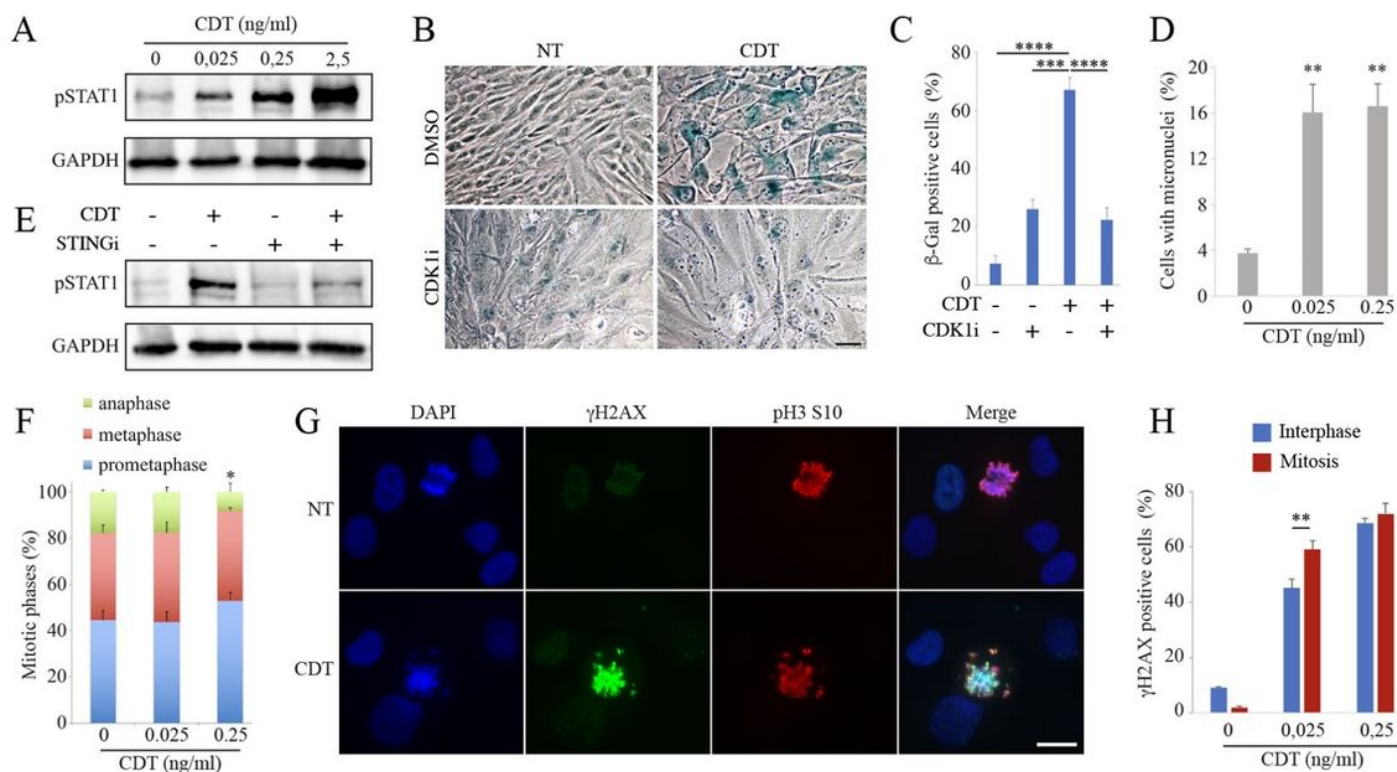 A
CDT (ng/ml)
0 0,025 0,25 2,5
pSTAT1
GAPDH
B
NT CDT
DMSO
CDK1i
C
**** 
*** ****
β-Gal positive cells (%)
80
60
40
20
0
CDT - - + +
CDK1i - + - +
D
Cells with micronuclei (%)
20
16
12
8
4
0
** **
0 0.025 0.25
CDT (ng/ml)
E
CDT - + - +
STINGi - - + +
pSTAT1
GAPDH
F
anaphase
metaphase
prometaphase
*
Mitotic phases (%)
100
80
60
40
20
0
0 0.025 0.25
CDT (ng/ml)
G
DAPI γH2AX pH3 S10 Merge
NT
CDT
H
Interphase
Mitosis
γH2AX positive cells (%)
80
60
40
20
0
**
0 0,025 0,25
CDT (ng/ml)